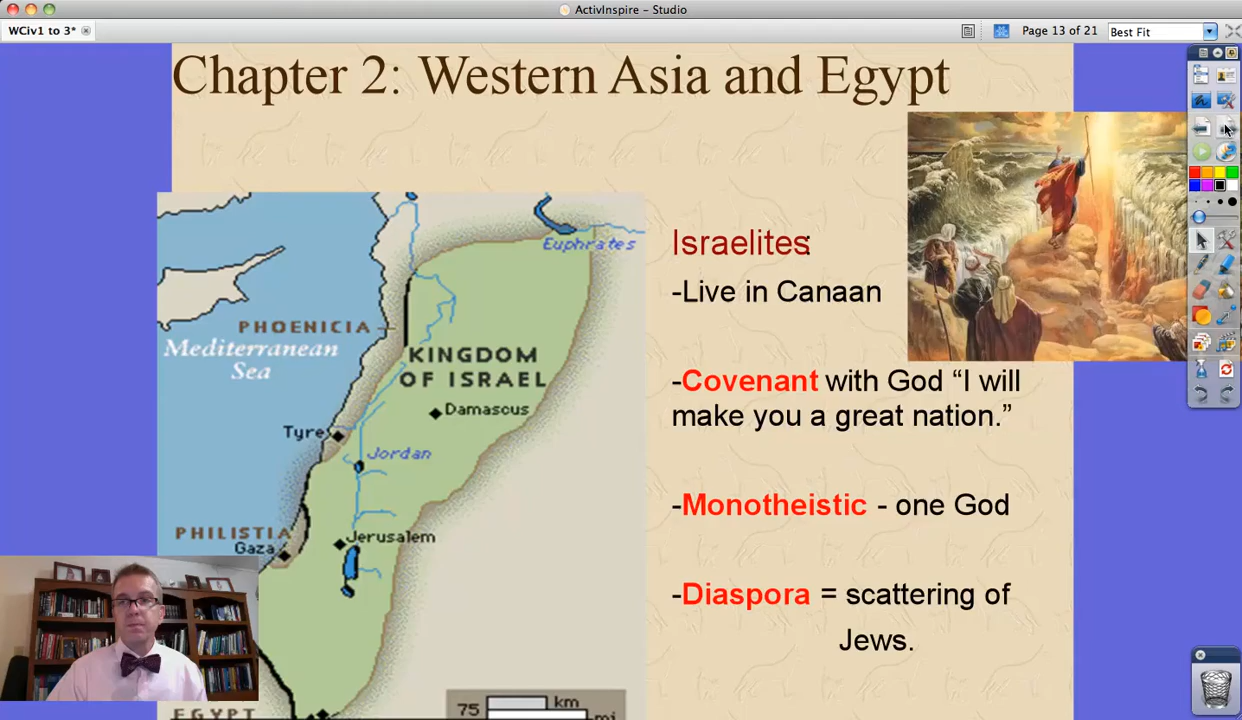 ActivInspire - Studio
WCiv1 to 3*
Page 13 of 21
Best Fit
Chapter 2: Western Asia and Egypt
Euphrates
PHOENICIA
Mediterranean
Sea
KINGDOM
OF ISRAEL
Damascus
Tyre
Jordan
PHILISTIA
Gaza
Jerusalem
EGYPT
75
km
mi
Israelites:
-Live in Canaan
-Covenant with God “I will
make you a great nation.”
-Monotheistic - one God
-Diaspora = scattering of
Jews.